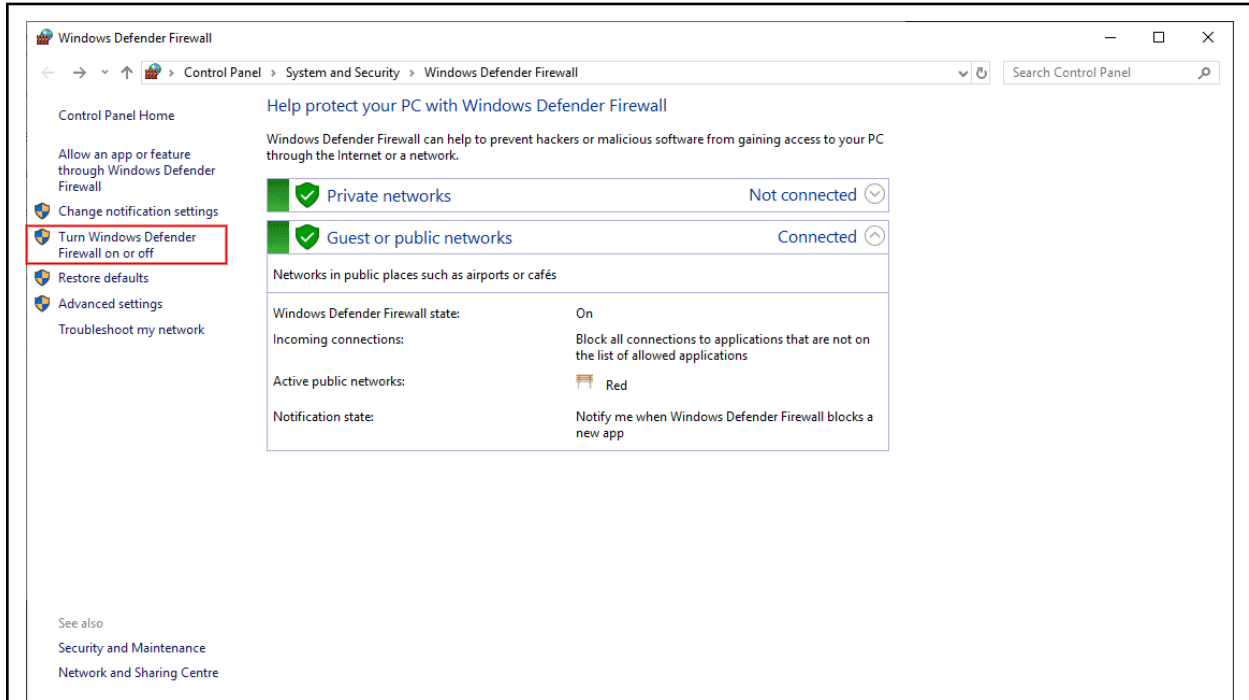 Windows Defender Firewall
Control Panel > System and Security > Windows Defender Firewall
Search Control Panel
Control Panel Home
Allow an app or feature
through Windows Defender
Firewall
Change notification settings
Turn Windows Defender
Firewall on or off
Restore defaults
Advanced settings
Troubleshoot my network
Help protect your PC with Windows Defender Firewall
Windows Defender Firewall can help to prevent hackers or malicious software from gaining access to your PC
through the Internet or a network.
Private networks Not connected
Guest or public networks Connected
Networks in public places such as airports or cafés
Windows Defender Firewall state: On
Incoming connections: Block all connections to applications that are not on
the list of allowed applications
Active public networks: Red
Notification state: Notify me when Windows Defender Firewall blocks a
new app
See also
Security and Maintenance
Network and Sharing Centre